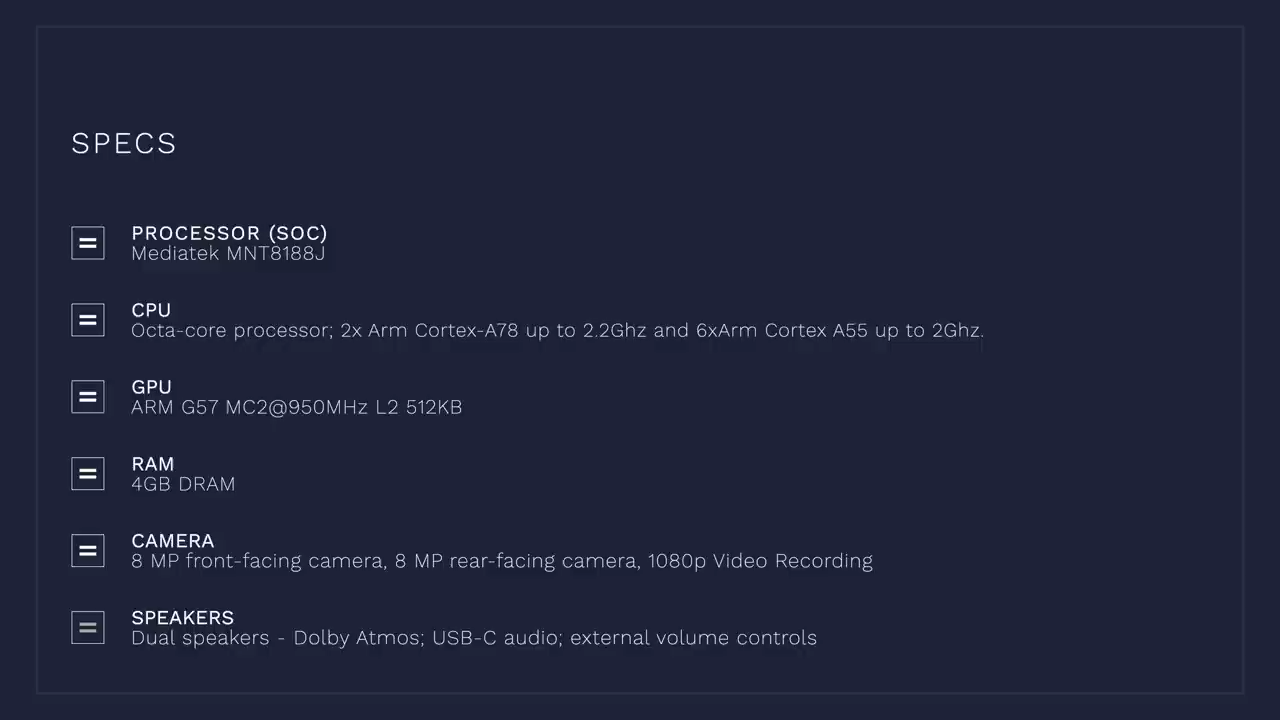 SPECS
PROCESSOR (SOC)
Mediatek MNT8188J
CPU
Octa-core processor; 2x Arm Cortex-A78 up to 2.2Ghz and 6xArm Cortex A55 up to 2Ghz.
GPU
ARM G57 MC2@950MHz L2 512KB
RAM
4GB DRAM
CAMERA
8 MP front-facing camera, 8 MP rear-facing camera, 1080p Video Recording
SPEAKERS
Dual speakers - Dolby Atmos; USB-C audio; external volume controls